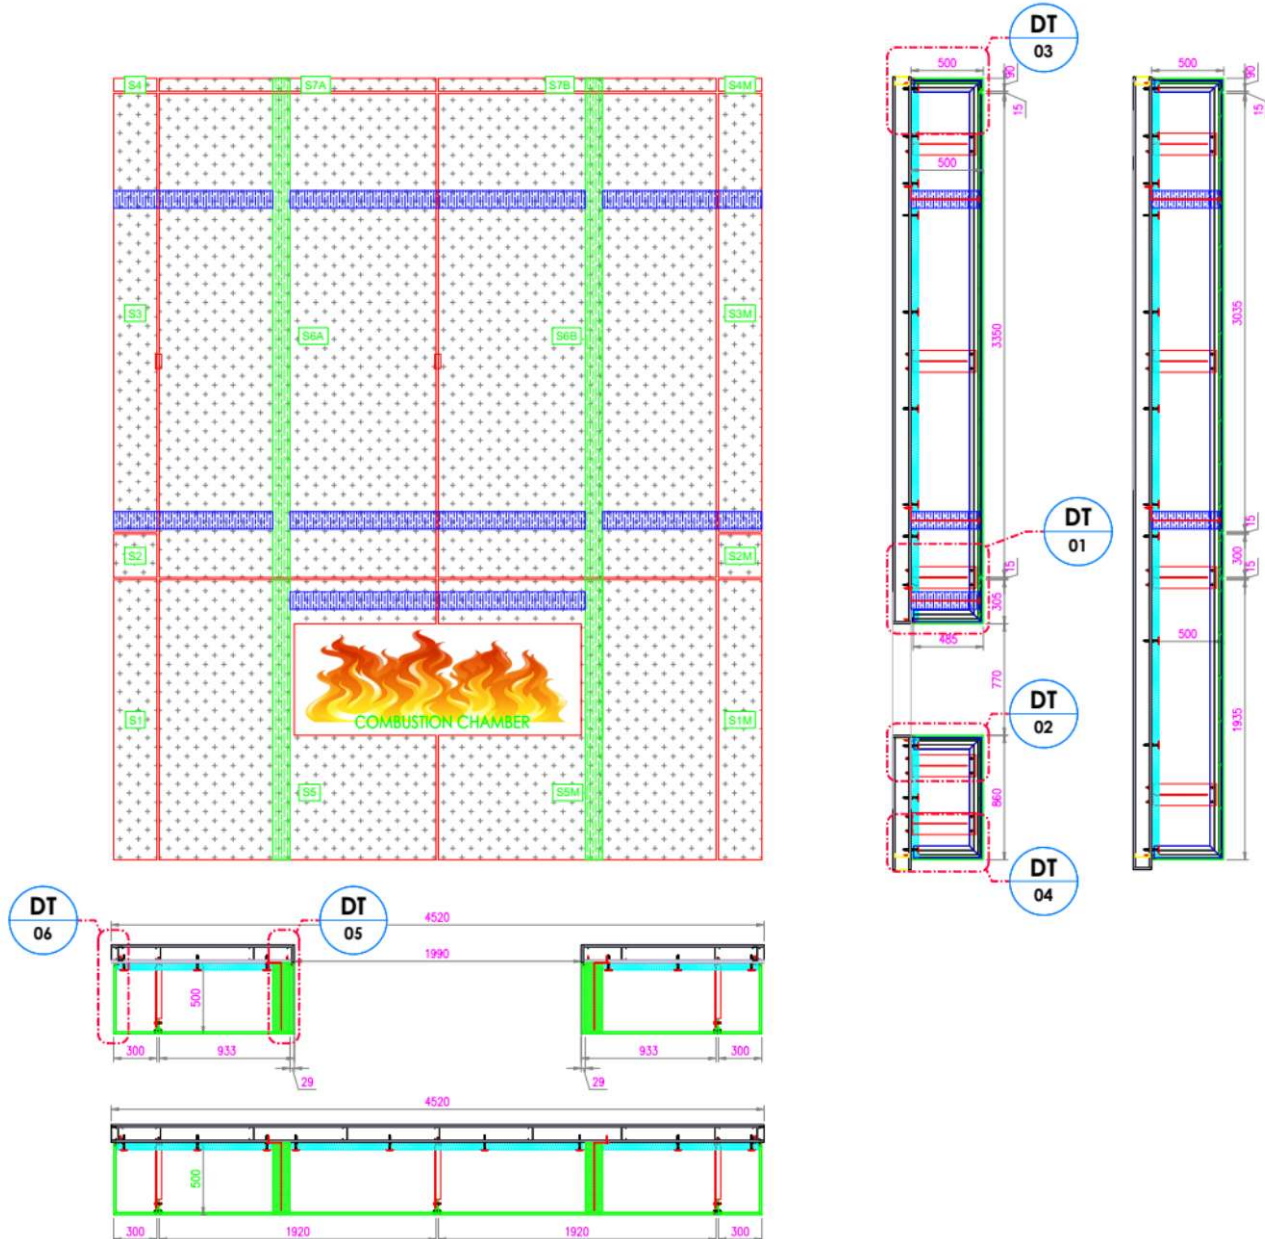 DT
03
S4
S7A
S7B
S4M
500
90
15
500
90
15
500
S3
S6A
S6B
S3M
3350
3035
DT
01
S2
S2M
15
305
485
15
300
15
500
COMBUSTION CHAMBER
S1
S1M
770
DT
02
1935
S5
S5M
860
DT
04
DT
06
DT
05
4520
1990
500
300
933
933
300
29
29
4520
500
300
1920
1920
300